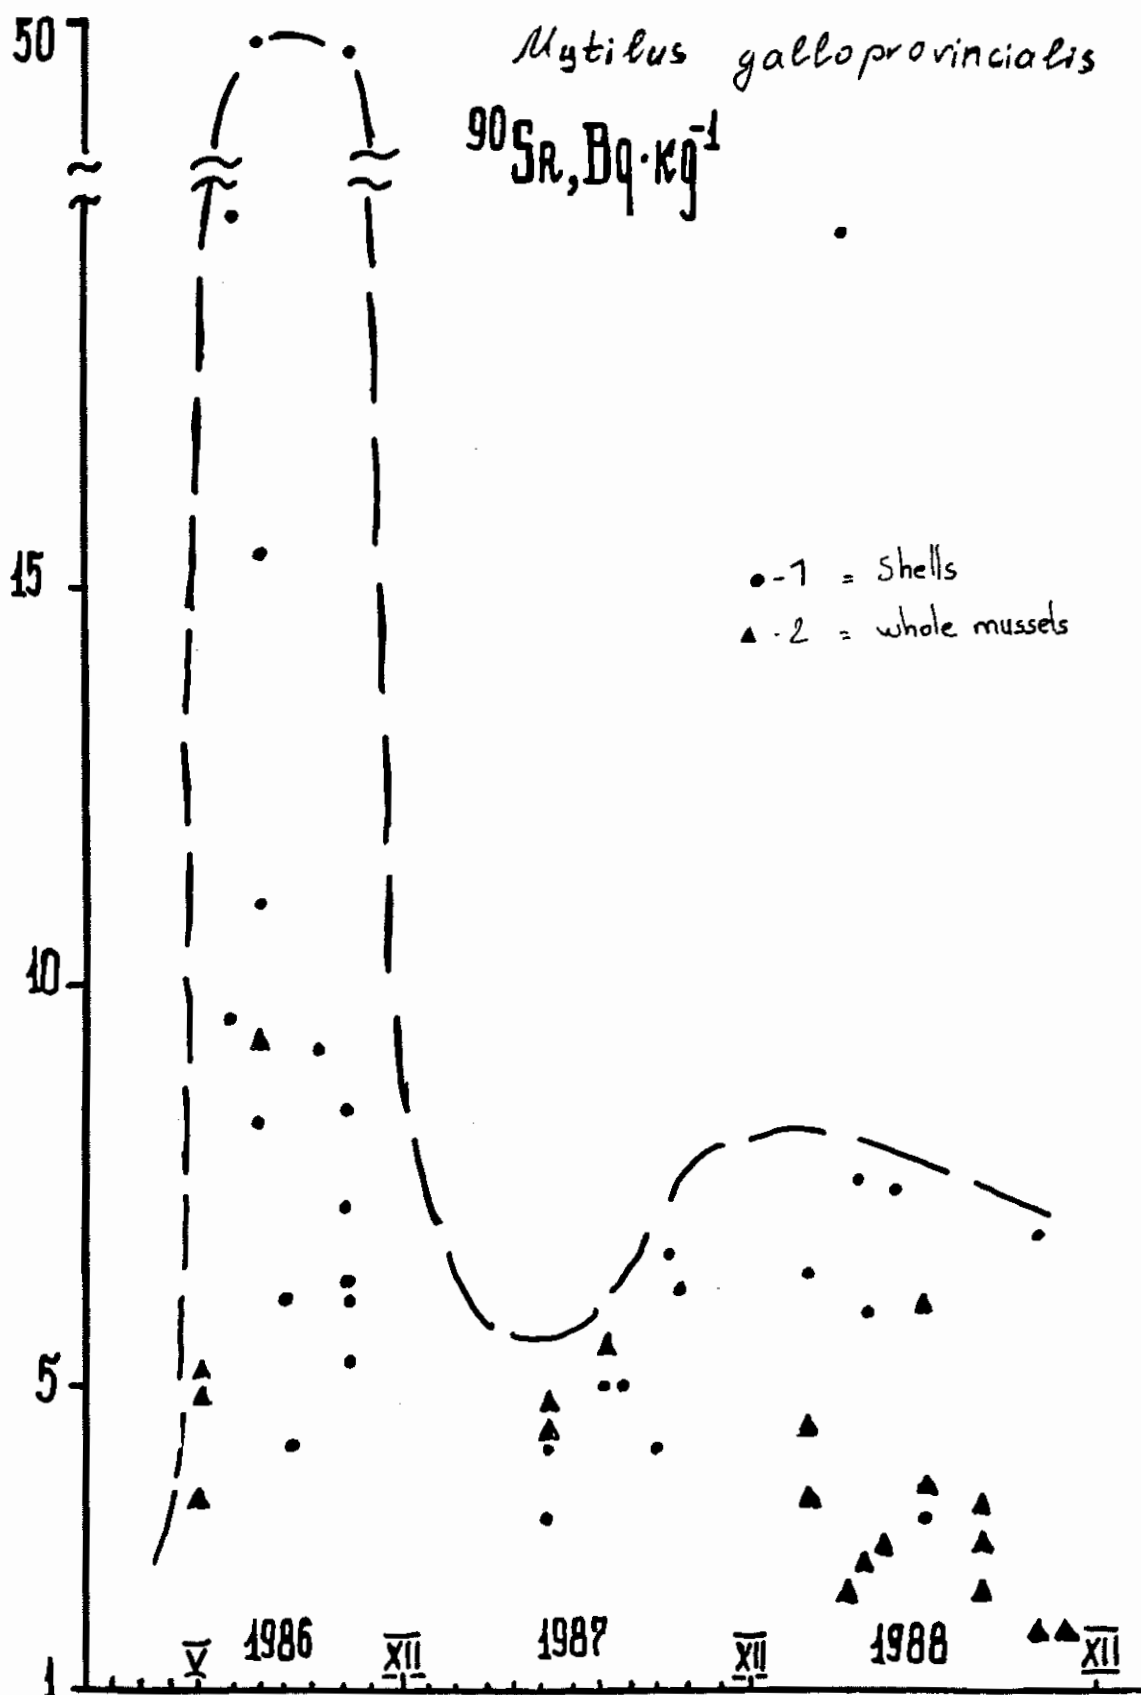 50
Mytilus galloprovincialis
⁹⁰SR, Bq·Kg⁻¹
15
•-1 = Shells
▲-2 = whole mussels
10
5
1986 1987 1988
V XII XII XII
1